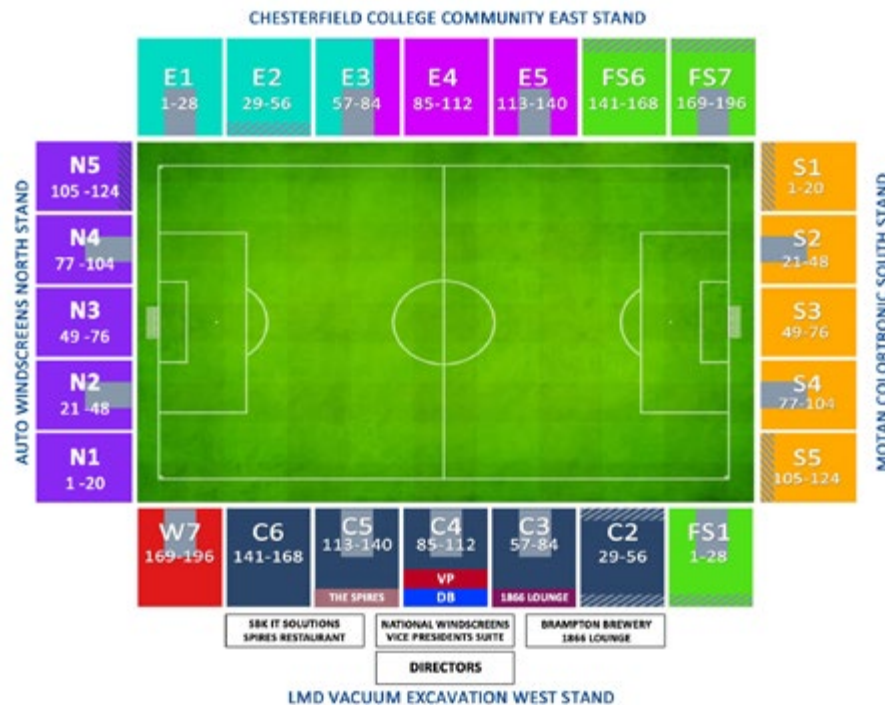 CHESTERFIELD COLLEGE COMMUNITY EAST STAND
E1
1-28
E2
29-56
E3
57-84
E4
85-112
E5
113-140
FS6
141-168
FS7
169-196
AUTO WINDSCREENS NORTH STAND
N5
105 -124
N4
77 -104
N3
49 -76
N2
21 -48
N1
1 -20
S1
1-20
S2
21-48
S3
49-76
S4
77-104
S5
105-124
MOTAN COLORTRONIC SOUTH STAND
W7
169-196
C6
141-168
C5
113-140
THE SPIRES
C4
85-112
VP
DB
C3
57-84
1866 LOUNGE
C2
29-56
FS1
1-28
SBK IT SOLUTIONS
SPIRES RESTAURANT
NATIONAL WINDSCREENS
VICE PRESIDENTS SUITE
BRAMPTON BREWERY
1866 LOUNGE
DIRECTORS
LMD VACUUM EXCAVATION WEST STAND